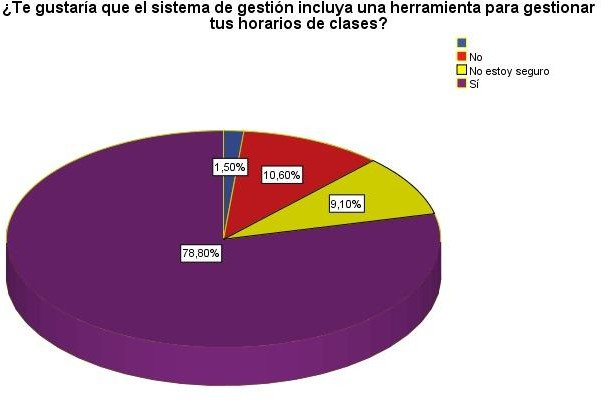 ¿Te gustaría que el sistema de gestión incluya una herramienta para gestionar
tus horarios de clases?
No
No estoy seguro
Sí
1,50%
10,60%
9,10%
78,80%